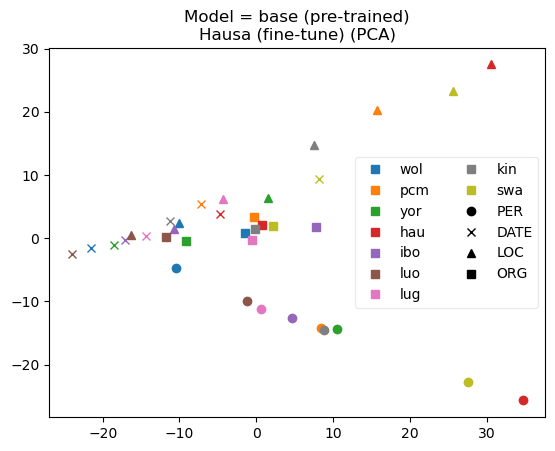 Model = base (pre-trained)
Hausa (fine-tune) (PCA)
30
20
10
0
−10
−20
−20
−10
0
10
20
30
wol
pcm
yor
hau
ibo
luo
lug
kin
swa
PER
DATE
LOC
ORG